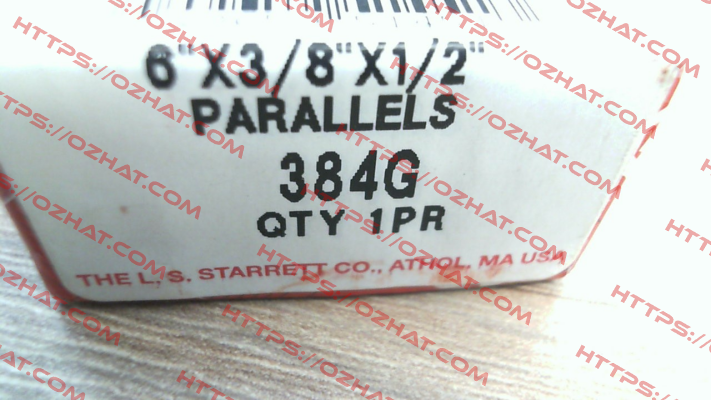 6"X3/8"X1/2"
PARALLELS
384G
QTY 1PR
THE L. S. STARRETT CO., ATHOL, MA USA
HTTPS://OZHAT.COM